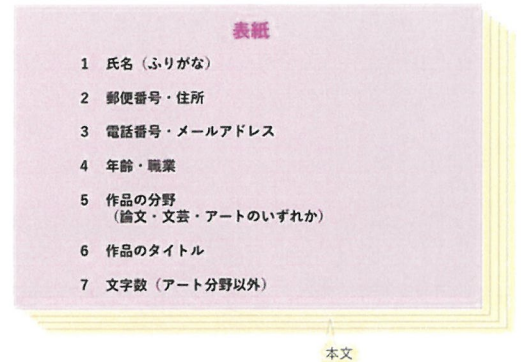 表紙
1 氏名（ふりがな）
2 郵便番号・住所
3 電話番号・メールアドレス
4 年齢・職業
5 作品の分野
（論文・文芸・アートのいずれか）
6 作品のタイトル
7 文字数（アート分野以外）
本文